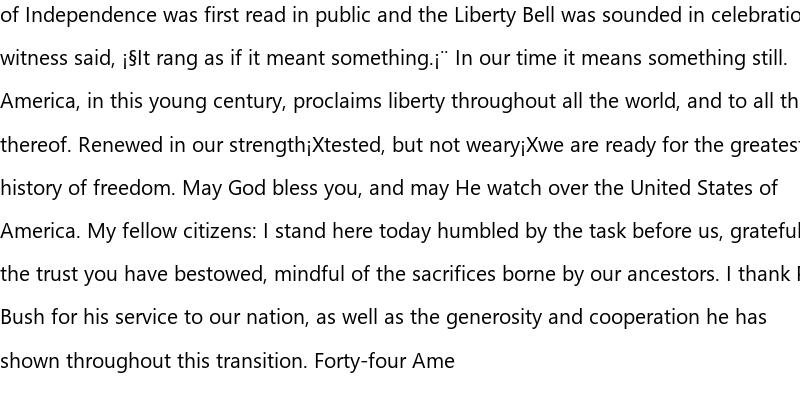 of Independence was first read in public and the Liberty Bell was sounded in
witness said, ¡§It rang as if it meant something.¡¨ In our time it means something still.
America, in this young century, proclaims liberty throughout all the world, and to all
thereof. Renewed in our strength¡Xtested, but not weary¡Xwe are ready for the
history of freedom. May God bless you, and may He watch over the United States of
America. My fellow citizens: I stand here today humbled by the task before us, grateful
the trust you have bestowed, mindful of the sacrifices borne by our ancestors. I thank
Bush for his service to our nation, as well as the generosity and cooperation he has
shown throughout this transition. Forty-four Ame